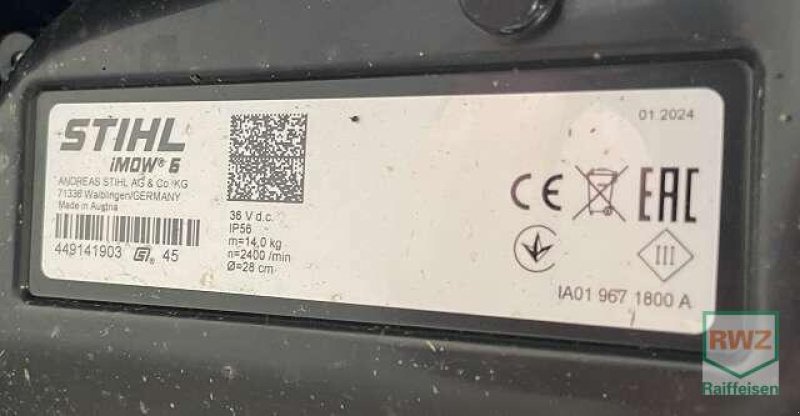 STIHL
iMOW® 6
ANDREAS STIHL AG & Co. KG
71336 Waiblingen/GERMANY
Made in Austria
449141903 G® 45
36 V d.c.
IP56
m=14,0 kg
n=2400 /min
Ø=28 cm
01.2024
CE EAC
III
IA01 967 1800 A
RWZ
Raiffeisen